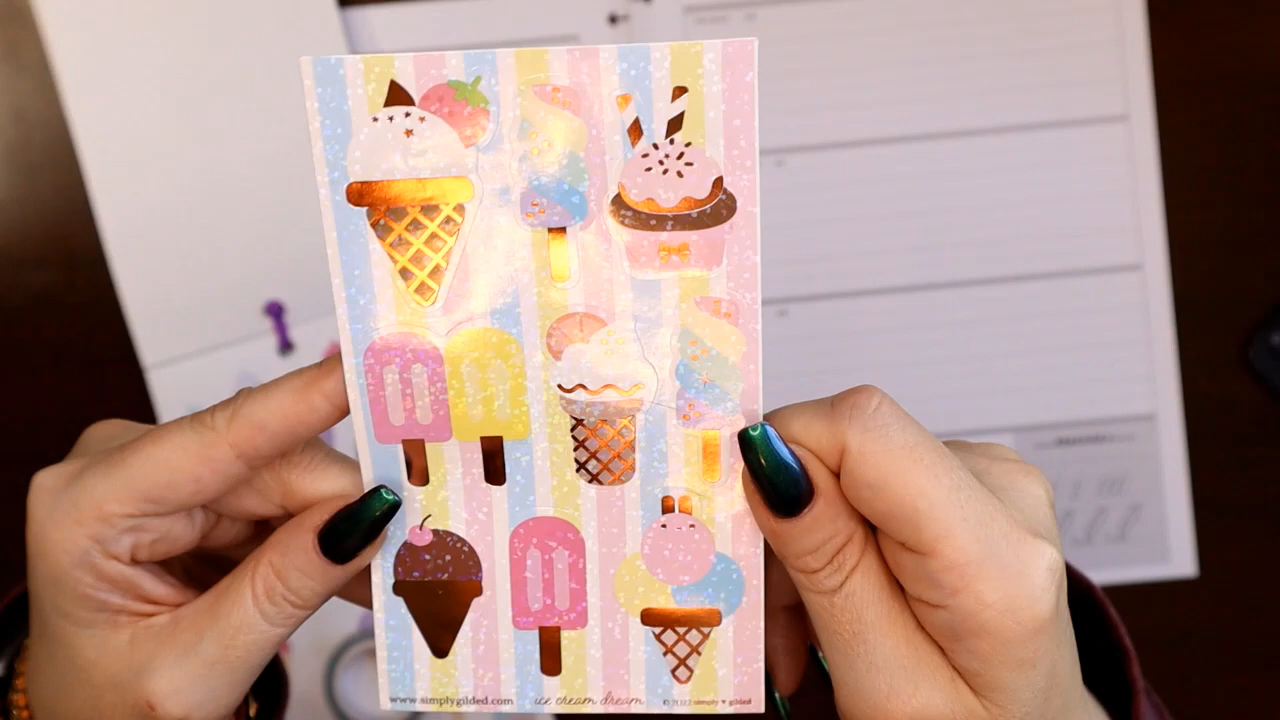 www.simplygilded.com
ice cream dream
simply ♥ gilded